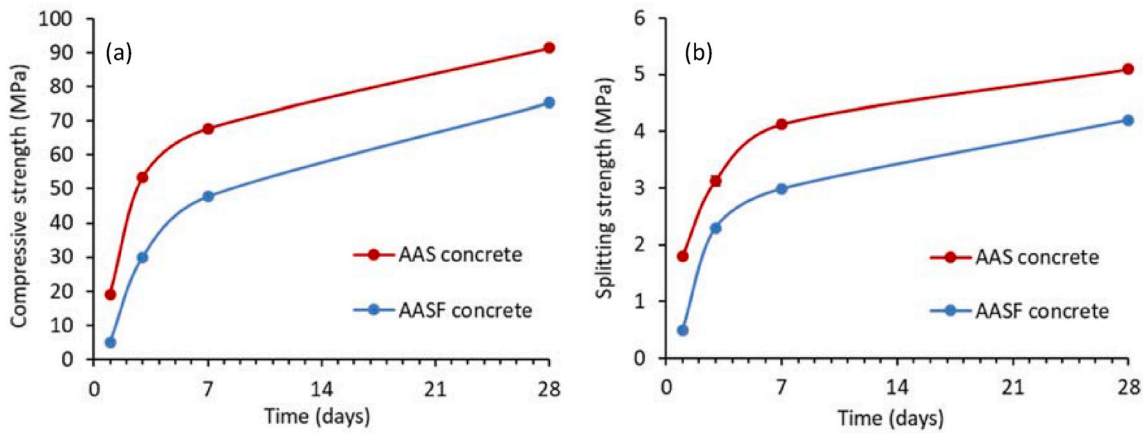 (a)
Compressive strength (MPa)
100
90
80
70
60
50
40
30
20
10
0
0 7 14 21 28
Time (days)
AAS concrete
AASF concrete
(b)
Splitting strength (MPa)
6
5
4
3
2
1
0
0 7 14 21 28
Time (days)
AAS concrete
AASF concrete